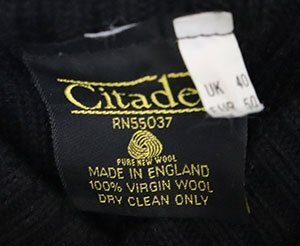 Citade
RN55037
PURE NEW WOOL
MADE IN ENGLAND
100% VIRGIN WOOL
DRY CLEAN ONLY
UK 40